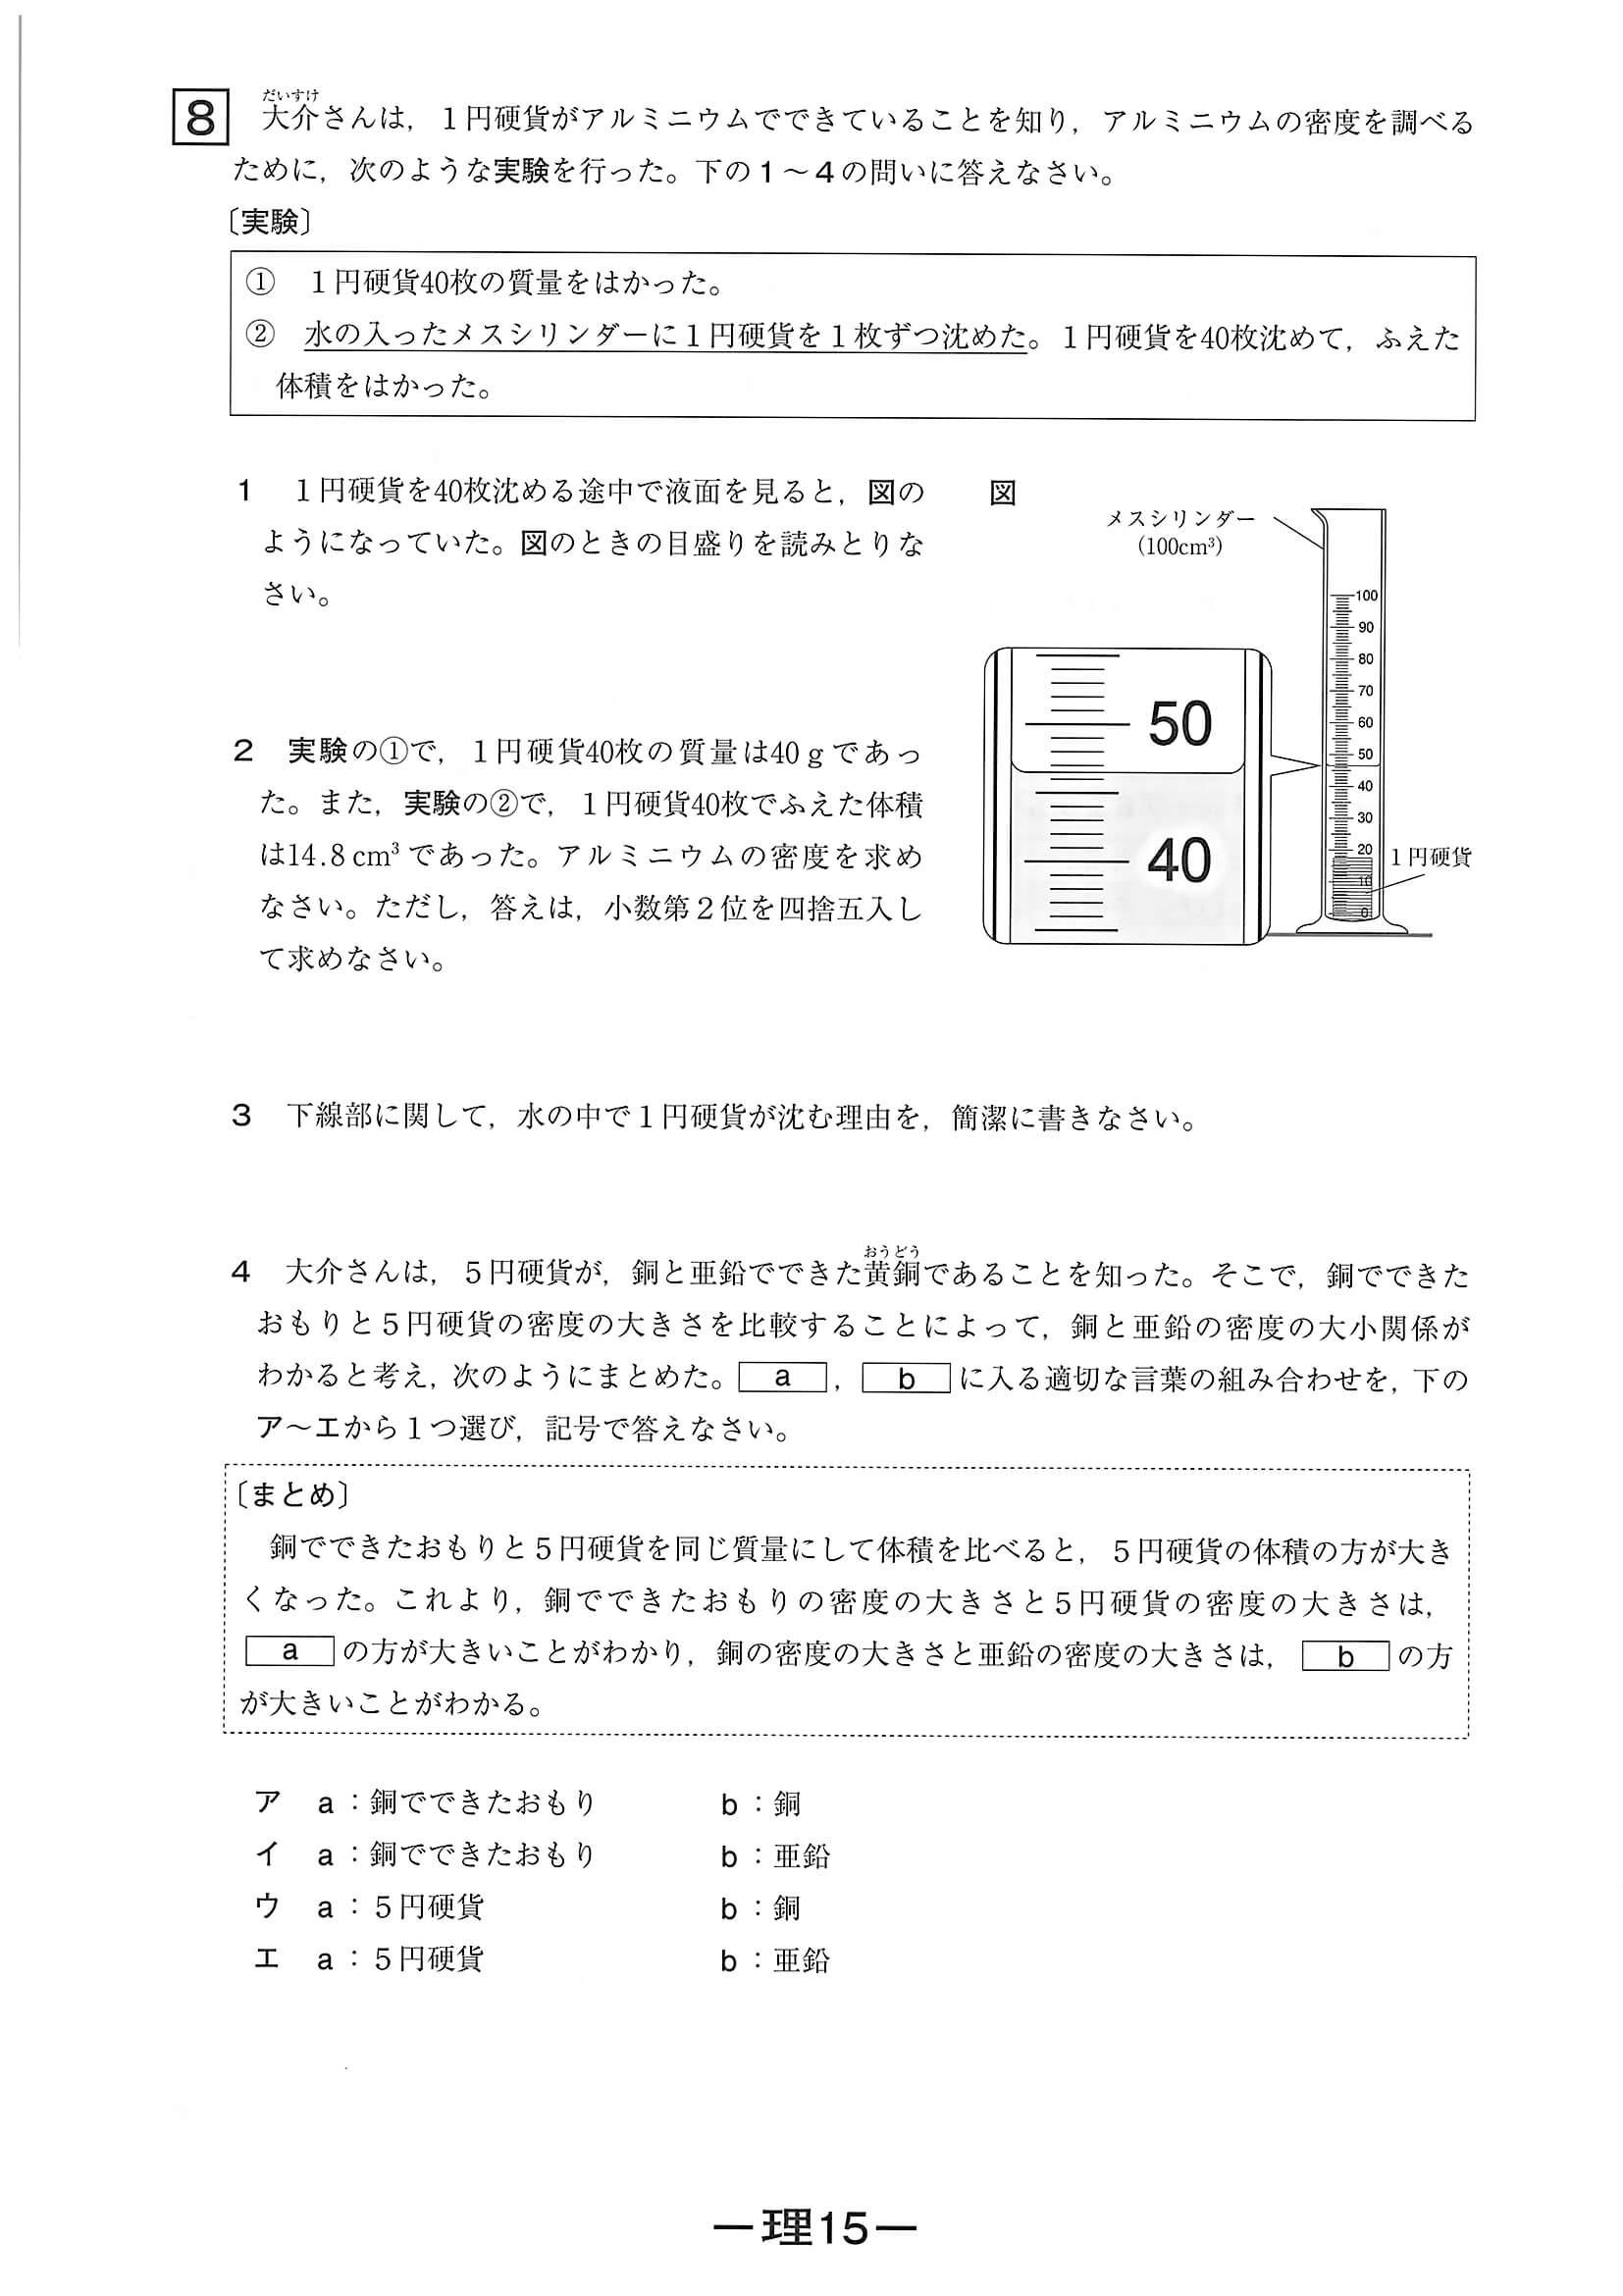 8 大介さんは，１円硬貨がアルミニウムでできていることを知り，アルミニウムの密度を調べる
だいすけ
ために，次のような実験を行った。下の１～４の問いに答えなさい。
〔実験〕
① １円硬貨40枚の質量をはかった。
② 水の入ったメスシリンダーに１円硬貨を１枚ずつ沈めた。１円硬貨を40枚沈めて，ふえた
体積をはかった。
1 １円硬貨を40枚沈める途中で液面を見ると，図の
ようになっていた。図のときの目盛りを読みとりな
さい。
図
メスシリンダー
（100cm³）
100
90
80
70
60
50
40
30
20
10
0
１円硬貨
50
40
2 実験の①で，１円硬貨40枚の質量は40ｇであっ
た。また，実験の②で，１円硬貨40枚でふえた体積
は14.8 cm³ であった。アルミニウムの密度を求め
なさい。ただし，答えは，小数第２位を四捨五入し
て求めなさい。
3 下線部に関して，水の中で１円硬貨が沈む理由を，簡潔に書きなさい。
おうどう
4 大介さんは，５円硬貨が，銅と亜鉛でできた黄銅であることを知った。そこで，銅でできた
おもりと５円硬貨の密度の大きさを比較することによって，銅と亜鉛の密度の大小関係が
わかると考え，次のようにまとめた。 a ， b に入る適切な言葉の組み合わせを，下の
ア～エから１つ選び，記号で答えなさい。
〔まとめ〕
銅でできたおもりと５円硬貨を同じ質量にして体積を比べると，５円硬貨の体積の方が大き
くなった。これより，銅でできたおもりの密度の大きさと５円硬貨の密度の大きさは，
a の方が大きいことがわかり，銅の密度の大きさと亜鉛の密度の大きさは， b の方
が大きいことがわかる。
ア a：銅でできたおもり b：銅
イ a：銅でできたおもり b：亜鉛
ウ a：５円硬貨 b：銅
エ a：５円硬貨 b：亜鉛
－理15－